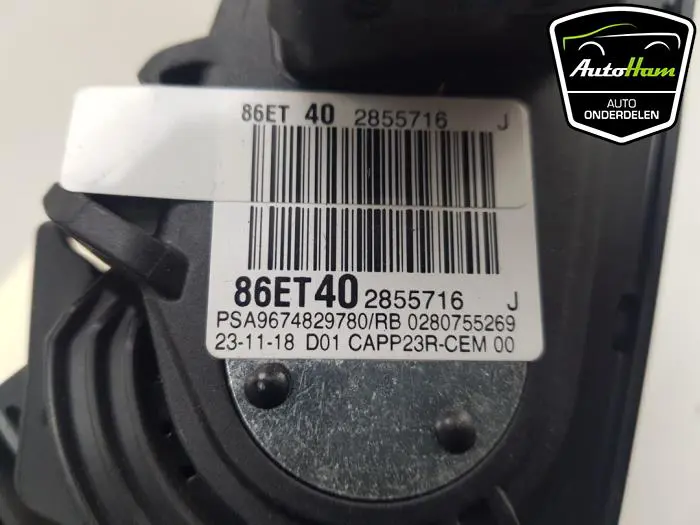 AutoHam
AUTO
ONDERDELEN
86ET 40 2855716 J
86ET40 2855716 J
PSA9674829780/RB 0280755269
23-11-18 D01 CAPP23R-CEM 00